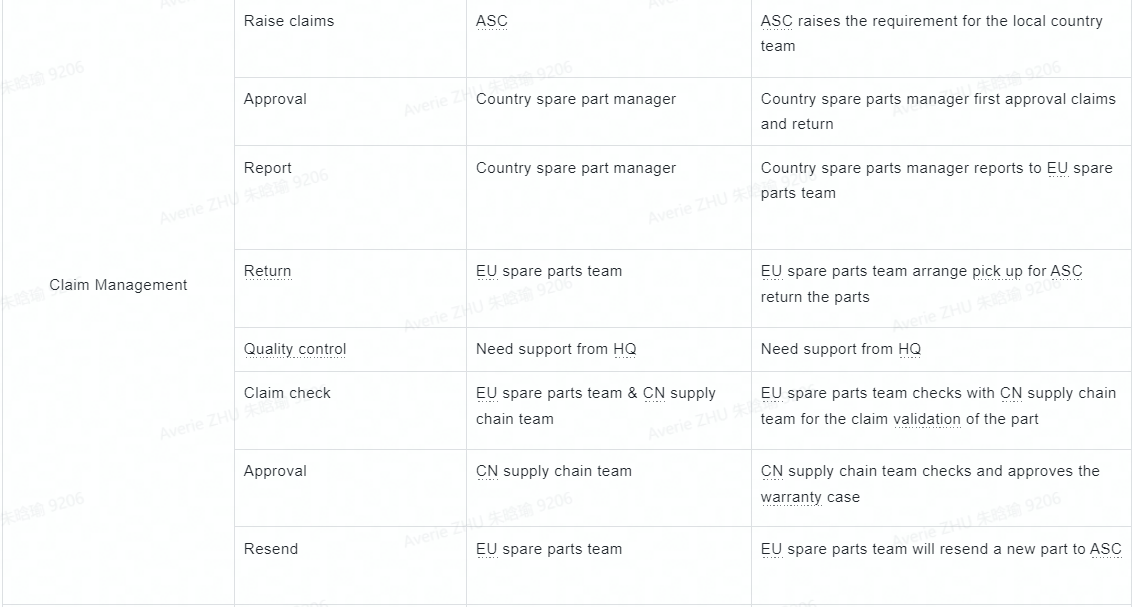 Raise claims
ASC
ASC raises the requirement for the local country
team
Approval
Country spare part manager
Country spare parts manager first approval claims
and return
Report
Country spare part manager
Country spare parts manager reports to EU spare
parts team
Claim Management
Return
EU spare parts team
EU spare parts team arrange pick up for ASC
return the parts
Quality control
Need support from HQ
Need support from HQ
Claim check
EU spare parts team & CN supply
chain team
EU spare parts team checks with CN supply chain
team for the claim validation of the part
Approval
CN supply chain team
CN supply chain team checks and approves the
warranty case
Resend
EU spare parts team
EU spare parts team will resend a new part to ASC
Averie ZHU 朱晗瑜 9206